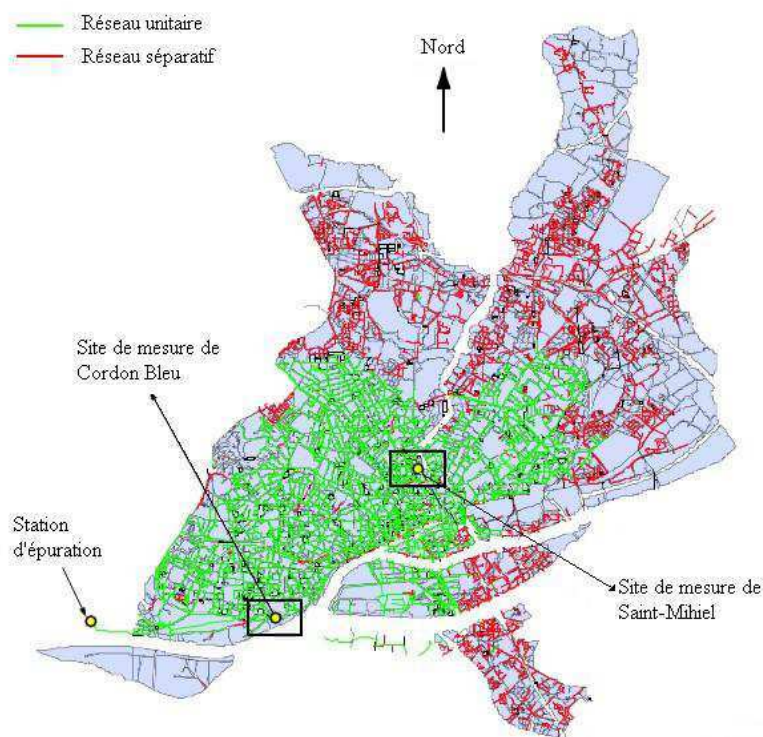 Réseau unitaire
Réseau séparatif
Nord
Site de mesure de
Cordon Bleu
Station
d'épuration
Site de mesure de
Saint-Mihiel